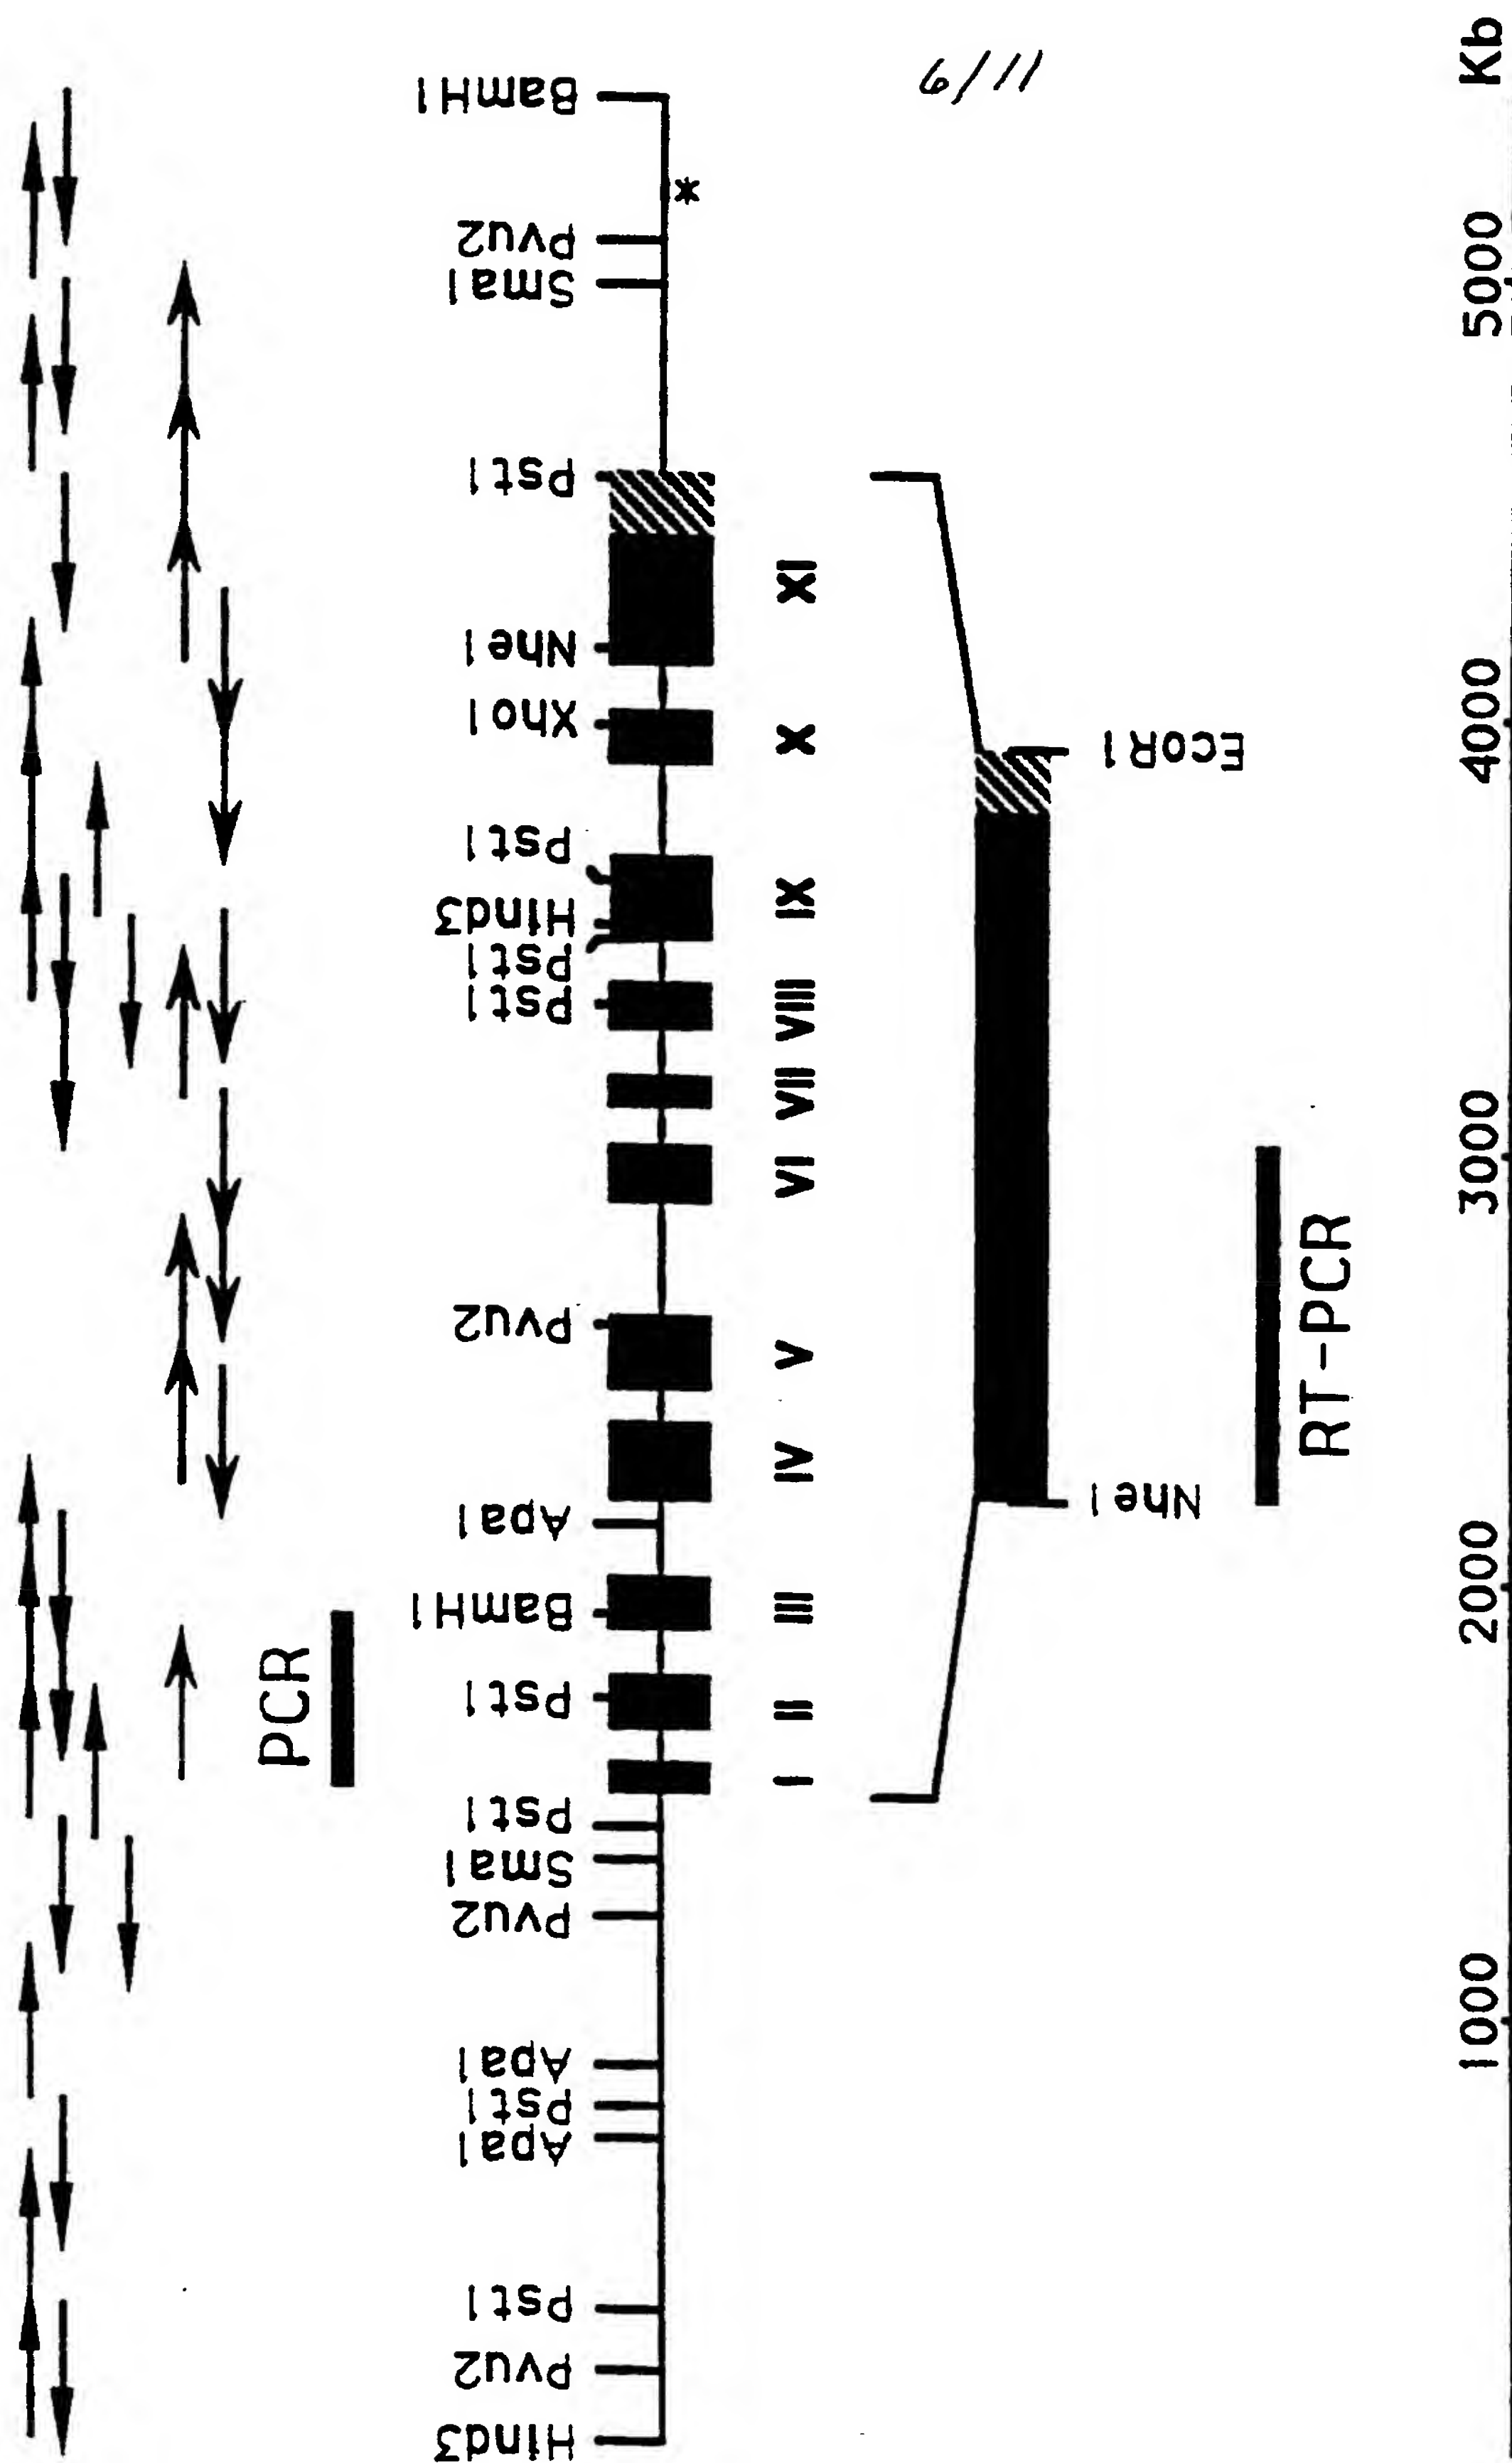 6/11
PCR
Hind3
Pvu2
Pst1
Apa1
Pst1
Apa1
Pvu2
Sma1
Pst1
Pst1
BamH1
Apa1
Pvu2
Pst1
Pst1
Hind3
Pst1
Xho1
Nhe1
Pst1
Sma1
Pvu2
*
BamH1
I II III IV V VI VII VIII IX X XI
Nhe1
EcoR1
RT-PCR
1000 2000 3000 4000 5000 Kb